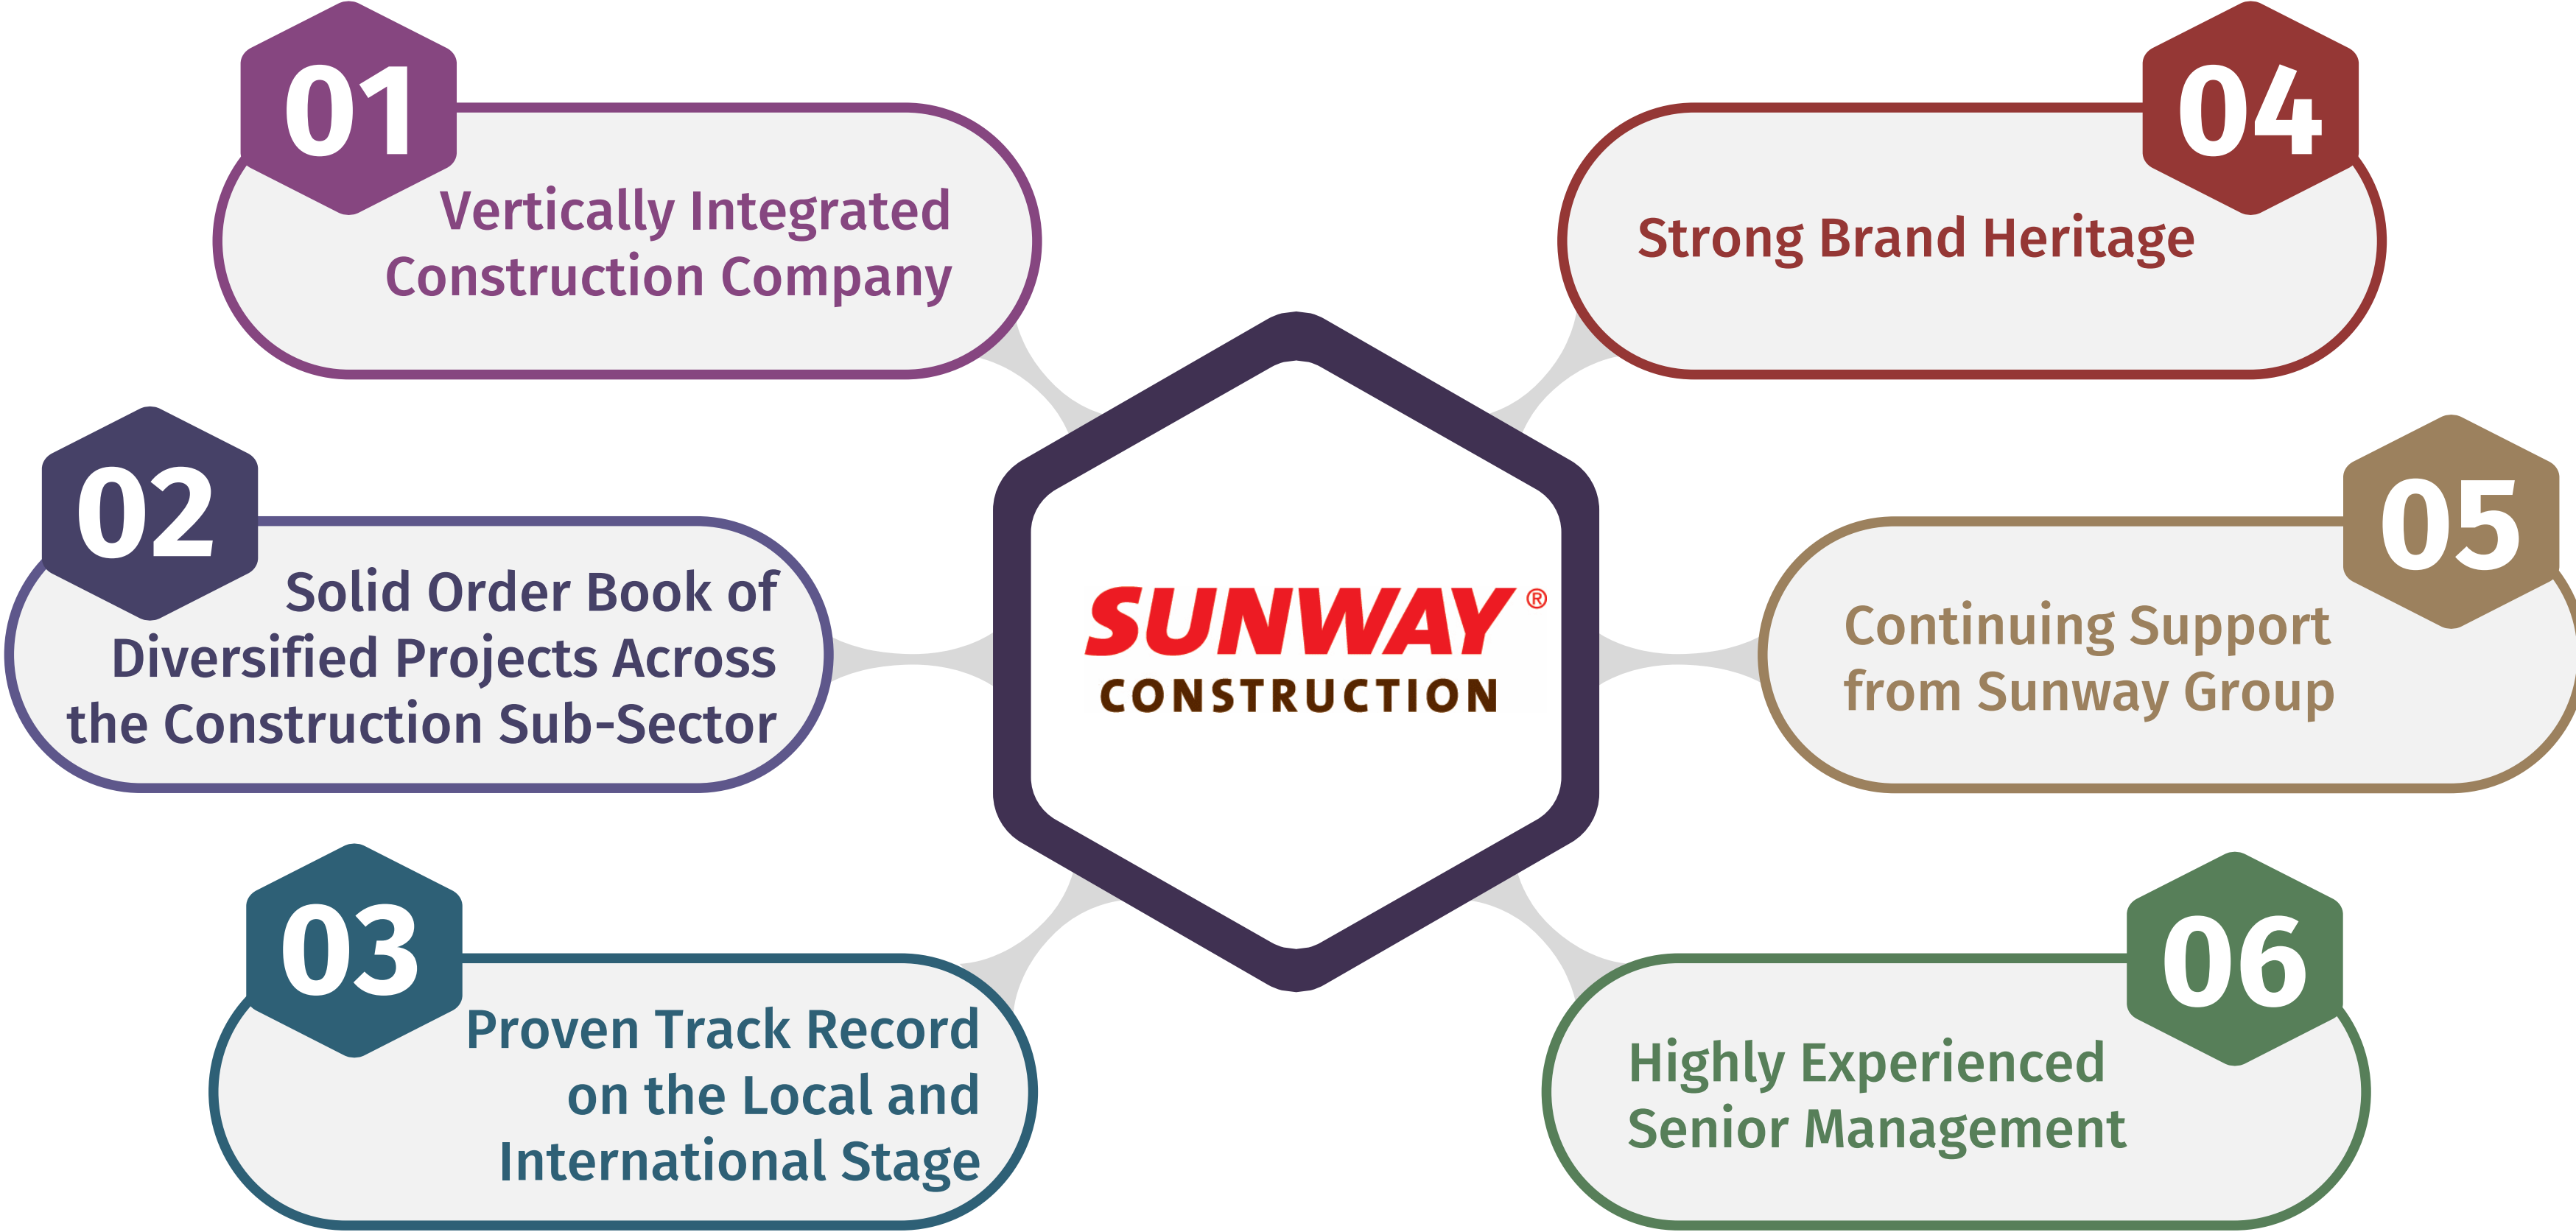 01
Vertically Integrated
Construction Company
02
Solid Order Book of
Diversified Projects Across
the Construction Sub-Sector
03
Proven Track Record
on the Local and
International Stage
SUNWAY®
CONSTRUCTION
04
Strong Brand Heritage
05
Continuing Support
from Sunway Group
06
Highly Experienced
Senior Management